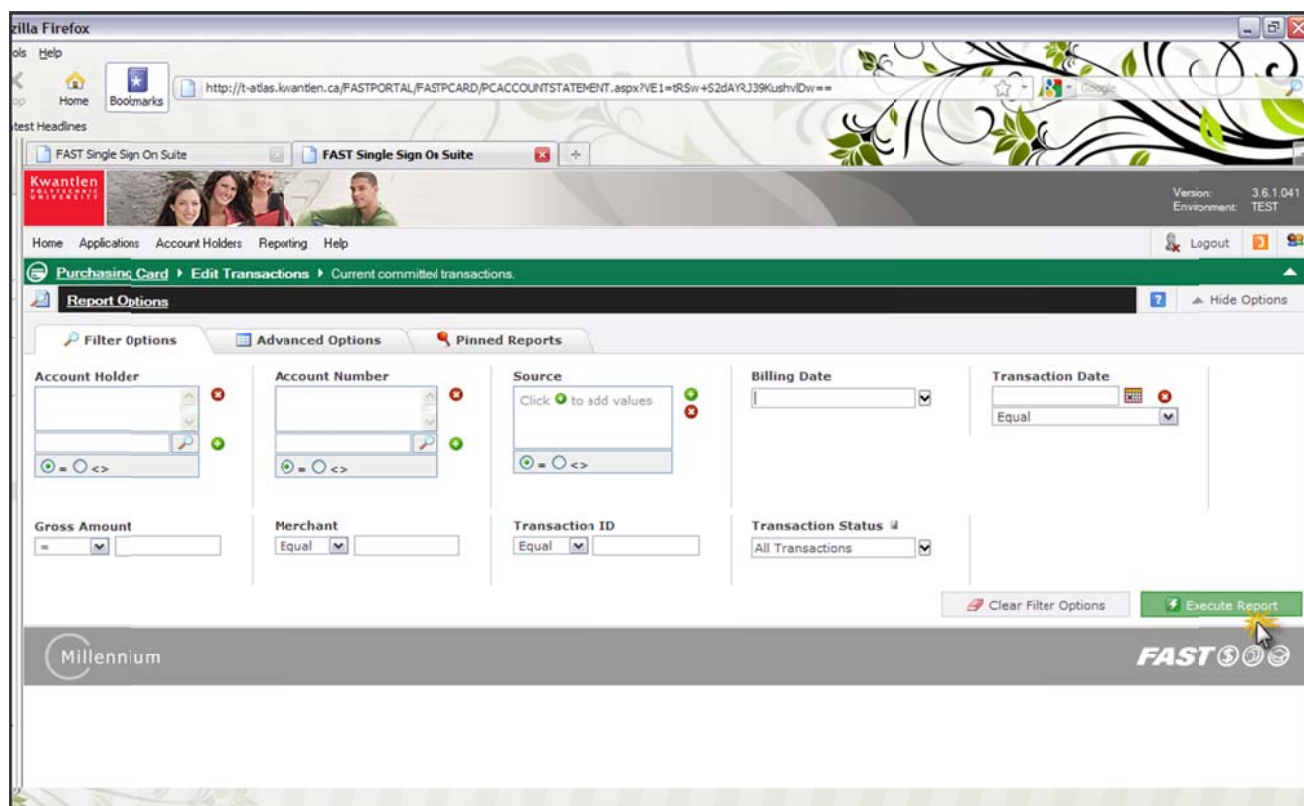 zilla Firefox
ols Help
Home
Bookmarks
http://t-atlas.kwantlen.ca/FASTPORTAL/FASTPCARD/PCACCOUNTSTATEMENT.aspx?VE1=tRSw+S2dAYRJ39KushvlDw==
Google
test Headlines
FAST Single Sign On Suite
FAST Single Sign On Suite
Kwantlen
POLYTECHNIC
UNIVERSITY
Version: 3.6.1.041
Environment: TEST
Home Applications Account Holders Reporting Help
Logout
Purchasing Card Edit Transactions Current committed transactions.
Report Options
? Hide Options
Filter Options Advanced Options Pinned Reports
Account Holder Account Number Source Billing Date Transaction Date
Click to add values
Equal
= <> = <> = <>
Gross Amount Merchant Transaction ID Transaction Status
= Equal Equal All Transactions
Clear Filter Options Execute Report
Millennium
FAST $